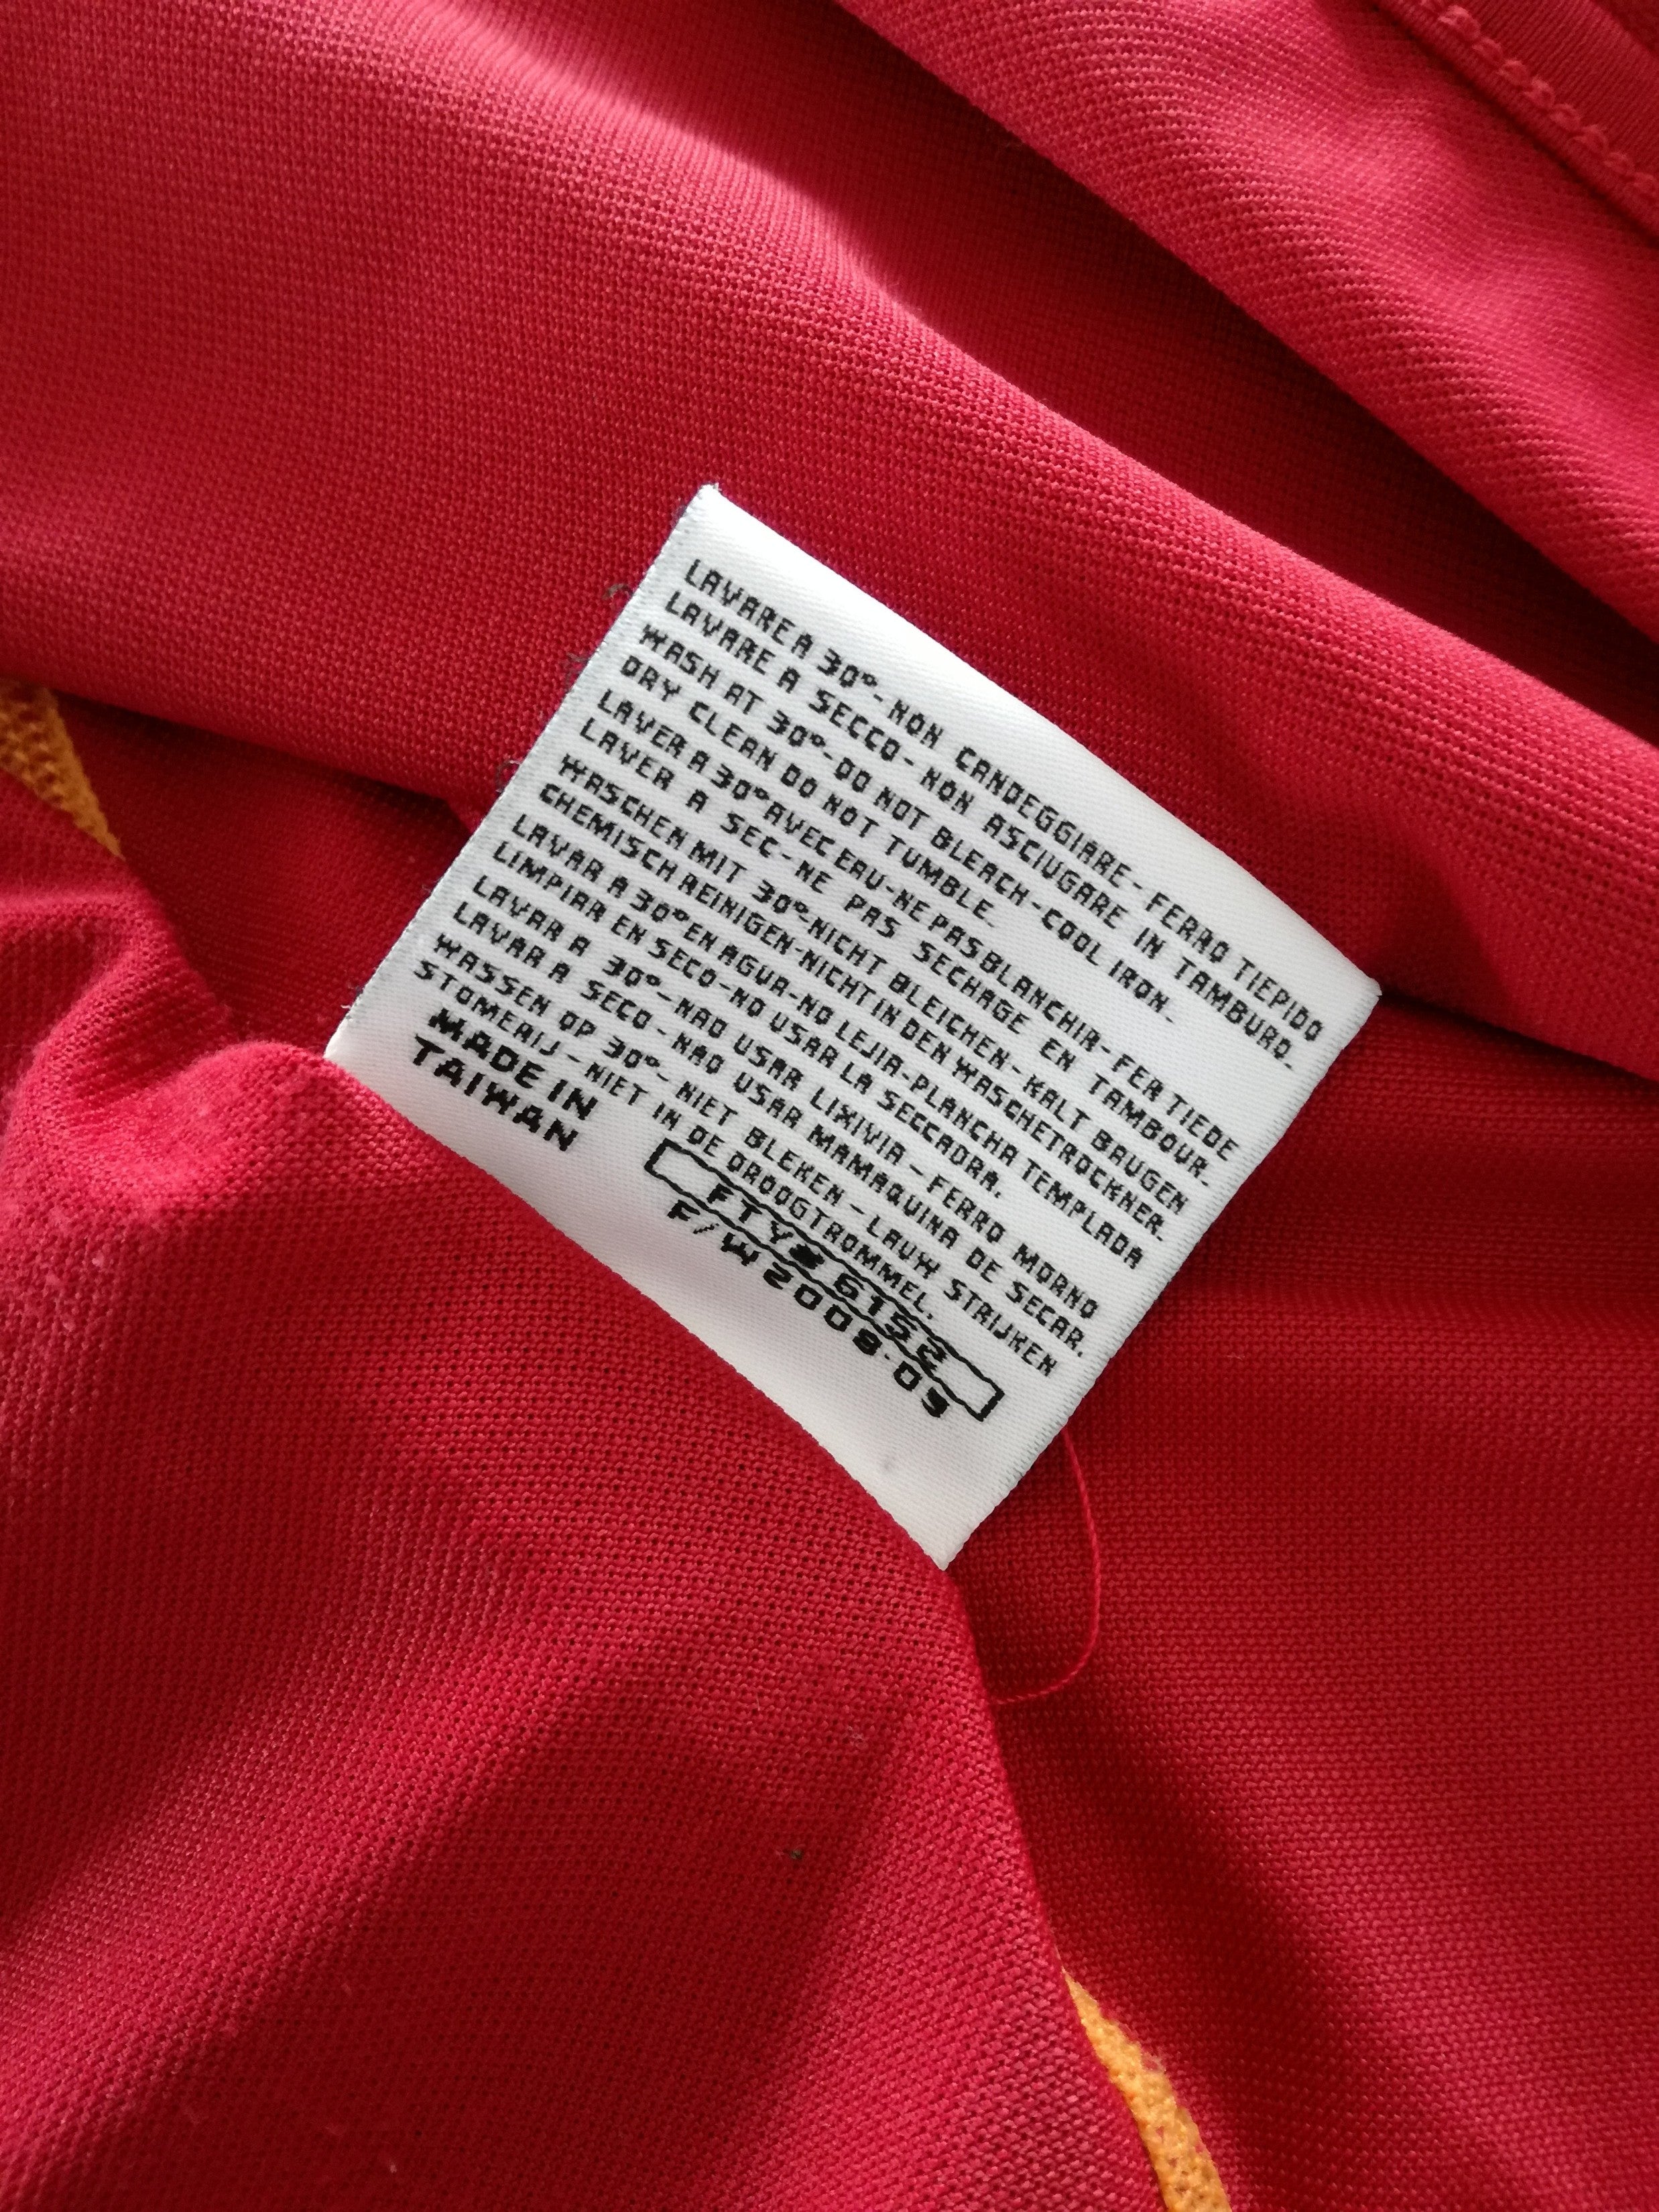 LAVARE A 30°-NON CANDEGGIARE-FERRO TIEPIDO
LAVARE A SECCO-NON ASCIUGARE IN TAMBURO.
WASH AT 30°-DO NOT BLEACH-COOL IRON.
DRY CLEAN DO NOT TUMBLE.
LAVER A 30° AVEC EAU-NE PAS BLANCHIR-FER TIEDE
LAVER A SEC-NE PAS SECHAGE EN TAMBOUR.
WASCHEN MIT 30°-NICHT BLEICHEN-KALT BAUGEN
CHEMISCH REINIGEN-NICHT IN DEN WASCHETROCKNER.
LAVAR A 30° EN AGUA-NO LEJIA-PLANCHA TEMPLADA
LIMPIAR EN SECO-NO USAR LA SECCADRA.
LAVAR A 30°-NAO USAR LIXIVIA-FERRO MORNO
LAVAR A SECO-NAO USAR MAMAQUINA DE SECAR.
WASSEN OP 30°-NIET BLEKEN-LAUW STRIJKEN
STOMERIJ-NIET IN DE DROOGTROMMEL.
MADE IN
TAIWAN
FTY# 6152
F/W 2008-09